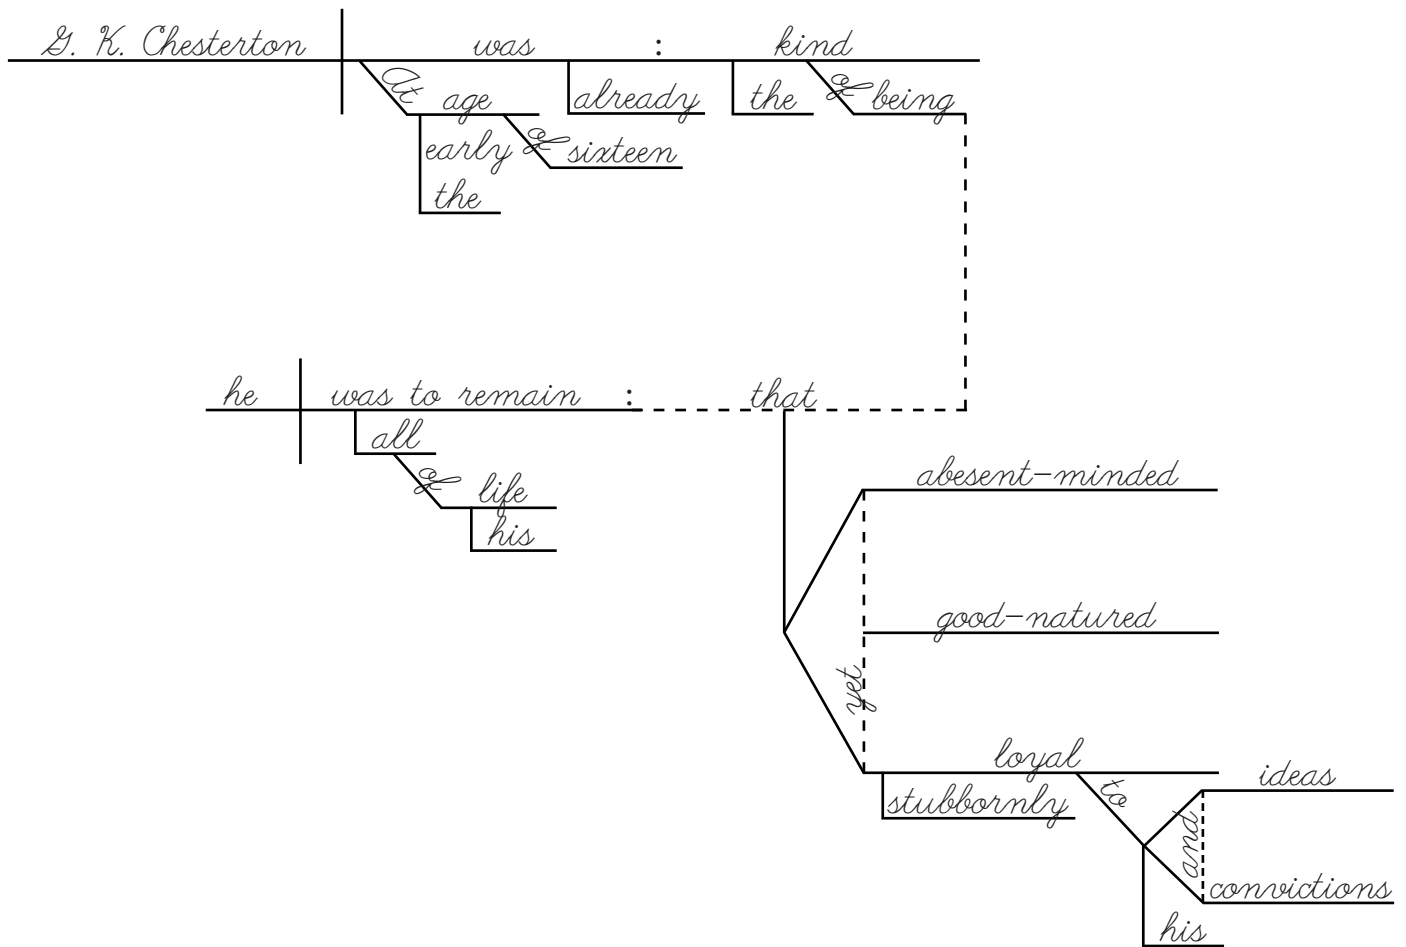 G. K. Chesterton was : kind
At age already the of being
early of sixteen
the
he was to remain : that
all
of life
his
abesent-minded
good-natured
yet
loyal
stubbornly to ideas
and
convictions
his